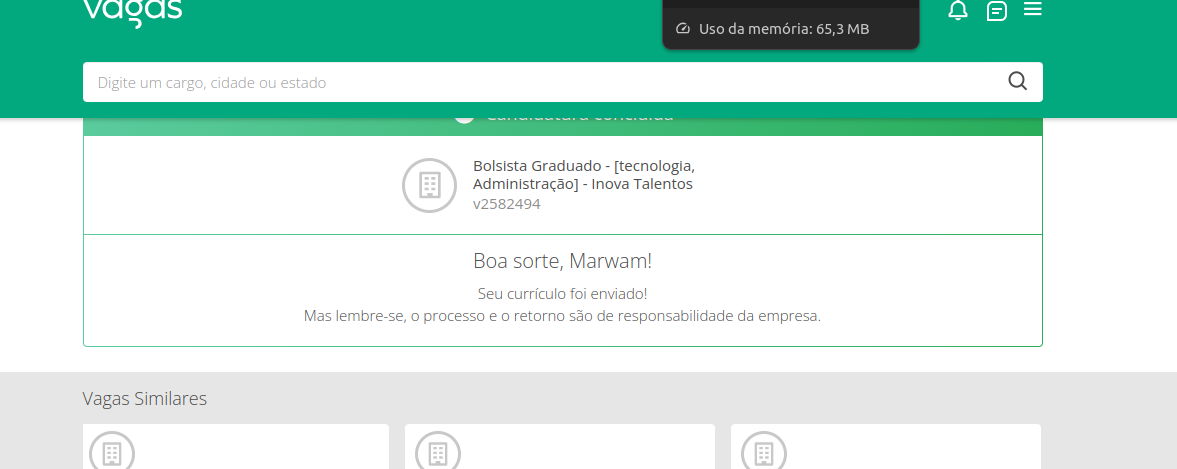 vagas
Uso da memória: 65,3 MB
Digite um cargo, cidade ou estado
Candidatura concluída
Bolsista Graduado - [tecnologia,
Administração] - Inova Talentos
v2582494
Boa sorte, Marwam!
Seu currículo foi enviado!
Mas lembre-se, o processo e o retorno são de responsabilidade da empresa.
Vagas Similares